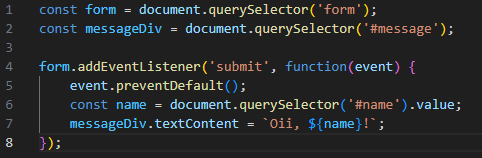 1 const form = document.querySelector('form');
2 const messageDiv = document.querySelector('#message');
3
4 form.addEventListener('submit', function(event) {
5     event.preventDefault();
6     const name = document.querySelector('#name').value;
7     messageDiv.textContent = `Oii, ${name}!`;
8 });